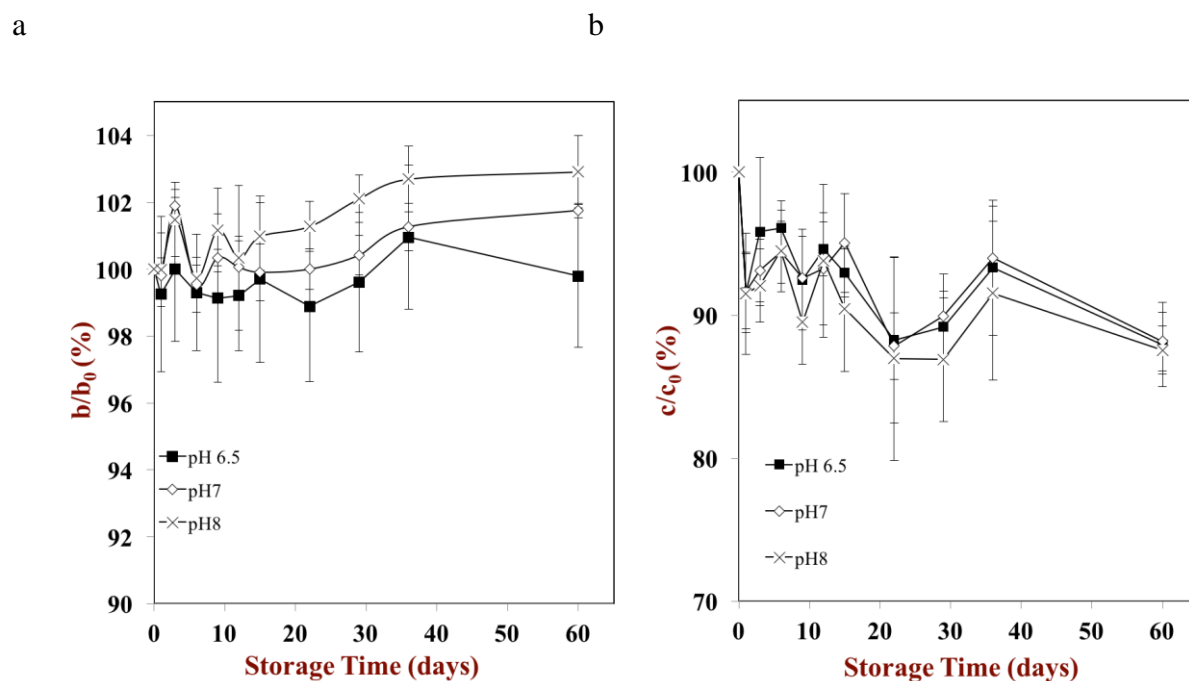 a
b
104
102
100
98
96
94
92
90
b/b₀ (%)
pH 6.5
pH7
pH8
0 10 20 30 40 50 60
Storage Time (days)
100
90
80
70
c/c₀ (%)
pH 6.5
pH7
pH8
0 10 20 30 40 50 60
Storage Time (days)